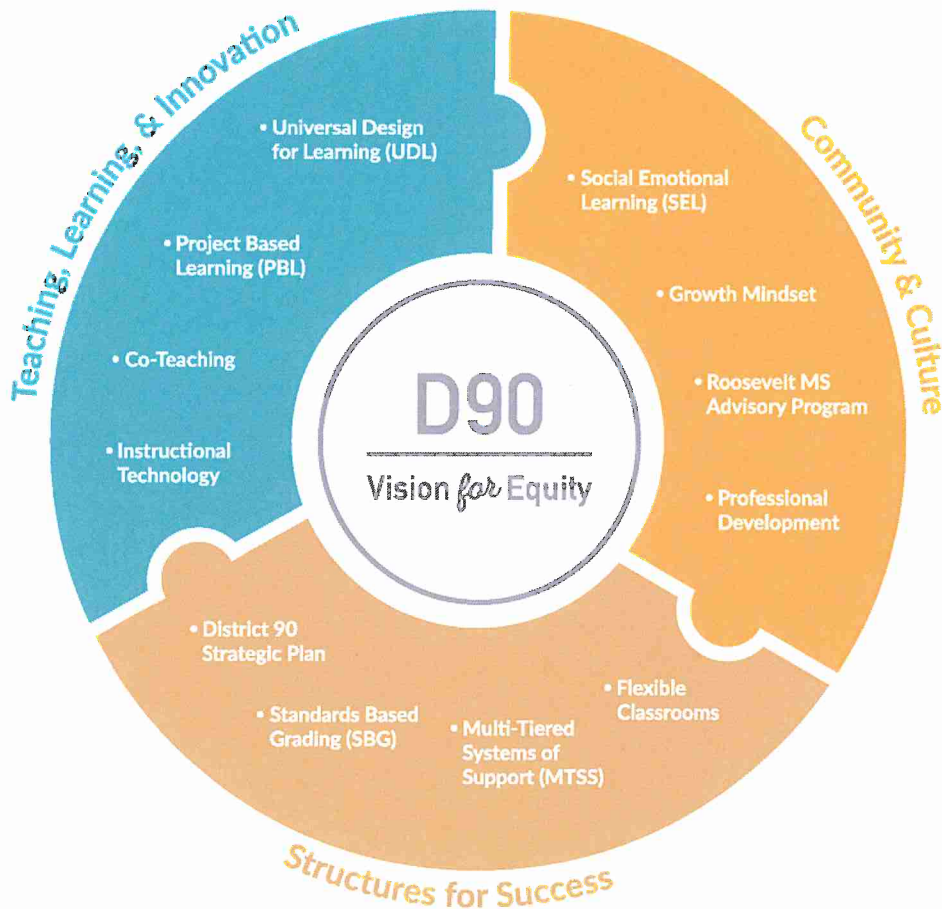 Teaching, Learning, & Innovation
• Universal Design
for Learning (UDL)
• Project Based
Learning (PBL)
• Co-Teaching
• Instructional
Technology
Community & Culture
• Social Emotional
Learning (SEL)
• Growth Mindset
• Roosevelt MS
Advisory Program
• Professional
Development
D90
Vision for Equity
• District 90
Strategic Plan
• Standards Based
Grading (SBG)
• Multi-Tiered
Systems of
Support (MTSS)
• Flexible
Classrooms
Structures for Success